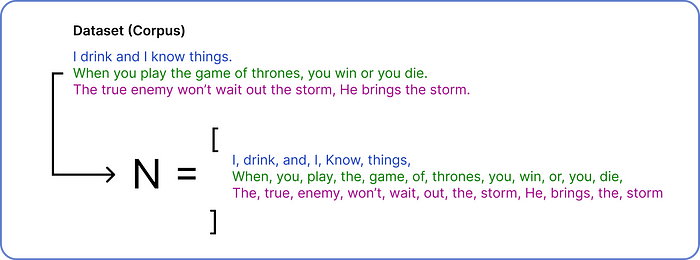 Dataset (Corpus)
I drink and I know things.
When you play the game of thrones, you win or you die.
The true enemy won’t wait out the storm, He brings the storm.
N = [
I, drink, and, I, Know, things,
When, you, play, the, game, of, thrones, you, win, or, you, die,
The, true, enemy, won’t, wait, out, the, storm, He, brings, the, storm
]